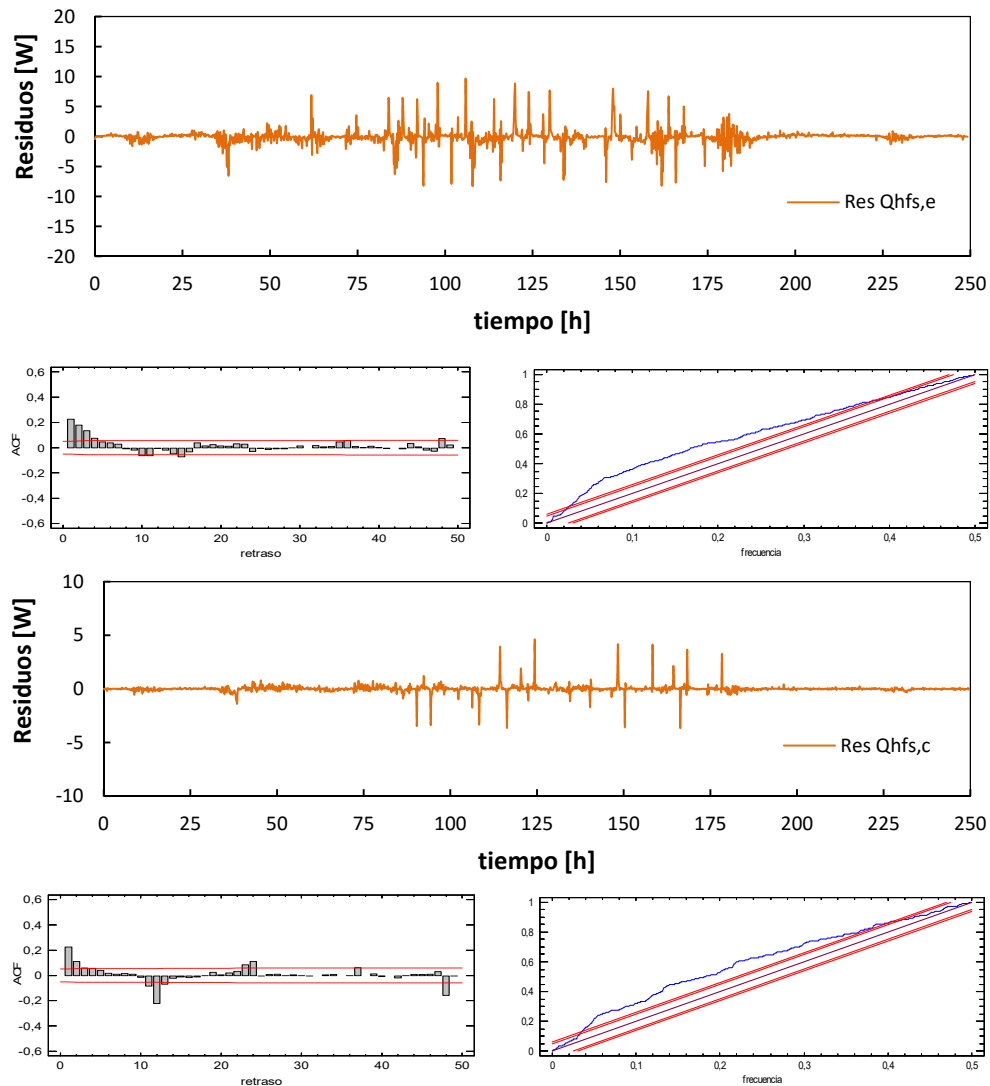 20
15
10
5
0
-5
-10
-15
-20
Residuos [W]
Res Qhfs,e
0 25 50 75 100 125 150 175 200 225 250
tiempo [h]
0,6
0,4
0,2
0
-0,2
-0,4
-0,6
ACF
0 10 20 30 40 50
retraso
1
0,8
0,6
0,4
0,2
0
0 0,1 0,2 0,3 0,4 0,5
frecuencia
10
5
0
-5
-10
Residuos [W]
Res Qhfs,c
0 25 50 75 100 125 150 175 200 225 250
tiempo [h]
0,6
0,4
0,2
0
-0,2
-0,4
-0,6
ACF
0 10 20 30 40 50
retraso
1
0,8
0,6
0,4
0,2
0
0 0,1 0,2 0,3 0,4 0,5
frecuencia